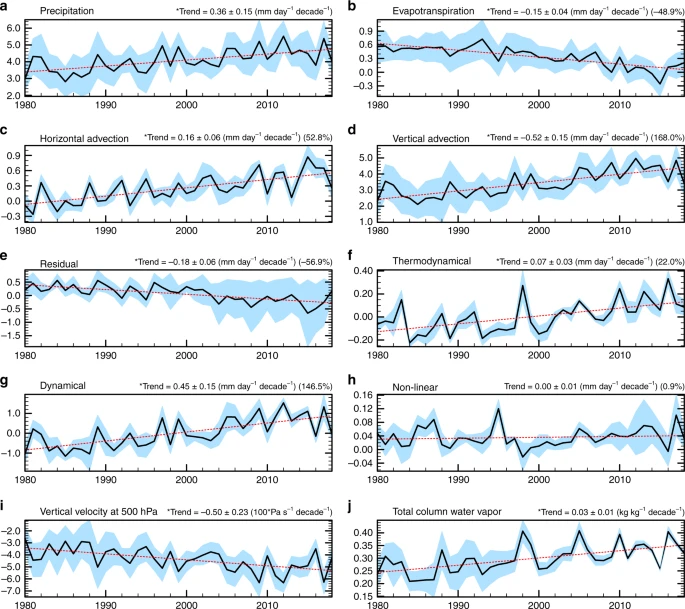 a Precipitation *Trend = 0.36 ± 0.15 (mm day⁻¹ decade⁻¹)
6.0
5.0
4.0
3.0
2.0
1980 1990 2000 2010
b Evapotranspiration *Trend = −0.15 ± 0.04 (mm day⁻¹ decade⁻¹) (−48.9%)
0.9
0.6
0.3
0.0
−0.3
1980 1990 2000 2010
c Horizontal advection *Trend = 0.16 ± 0.06 (mm day⁻¹ decade⁻¹) (52.8%)
0.9
0.6
0.3
0.0
−0.3
1980 1990 2000 2010
d Vertical advection *Trend = −0.52 ± 0.15 (mm day⁻¹ decade⁻¹) (168.0%)
5.0
4.0
3.0
2.0
1.0
1980 1990 2000 2010
e Residual *Trend = −0.18 ± 0.06 (mm day⁻¹ decade⁻¹) (−56.9%)
0.5
0.0
−0.5
−1.0
−1.5
1980 1990 2000 2010
f Thermodynamical *Trend = 0.07 ± 0.03 (mm day⁻¹ decade⁻¹) (22.0%)
0.40
0.20
0.00
−0.20
1980 1990 2000 2010
g Dynamical *Trend = 0.45 ± 0.15 (mm day⁻¹ decade⁻¹) (146.5%)
1.0
0.0
−1.0
1980 1990 2000 2010
h Non-linear Trend = 0.00 ± 0.01 (mm day⁻¹ decade⁻¹) (0.9%)
0.16
0.12
0.08
0.04
0.00
−0.04
1980 1990 2000 2010
i Vertical velocity at 500 hPa *Trend = −0.50 ± 0.23 (100*Pa s⁻¹ decade⁻¹)
−2.0
−3.0
−4.0
−5.0
−6.0
−7.0
1980 1990 2000 2010
j Total column water vapor *Trend = 0.03 ± 0.01 (kg kg⁻¹ decade⁻¹)
0.40
0.35
0.30
0.25
0.20
0.15
1980 1990 2000 2010